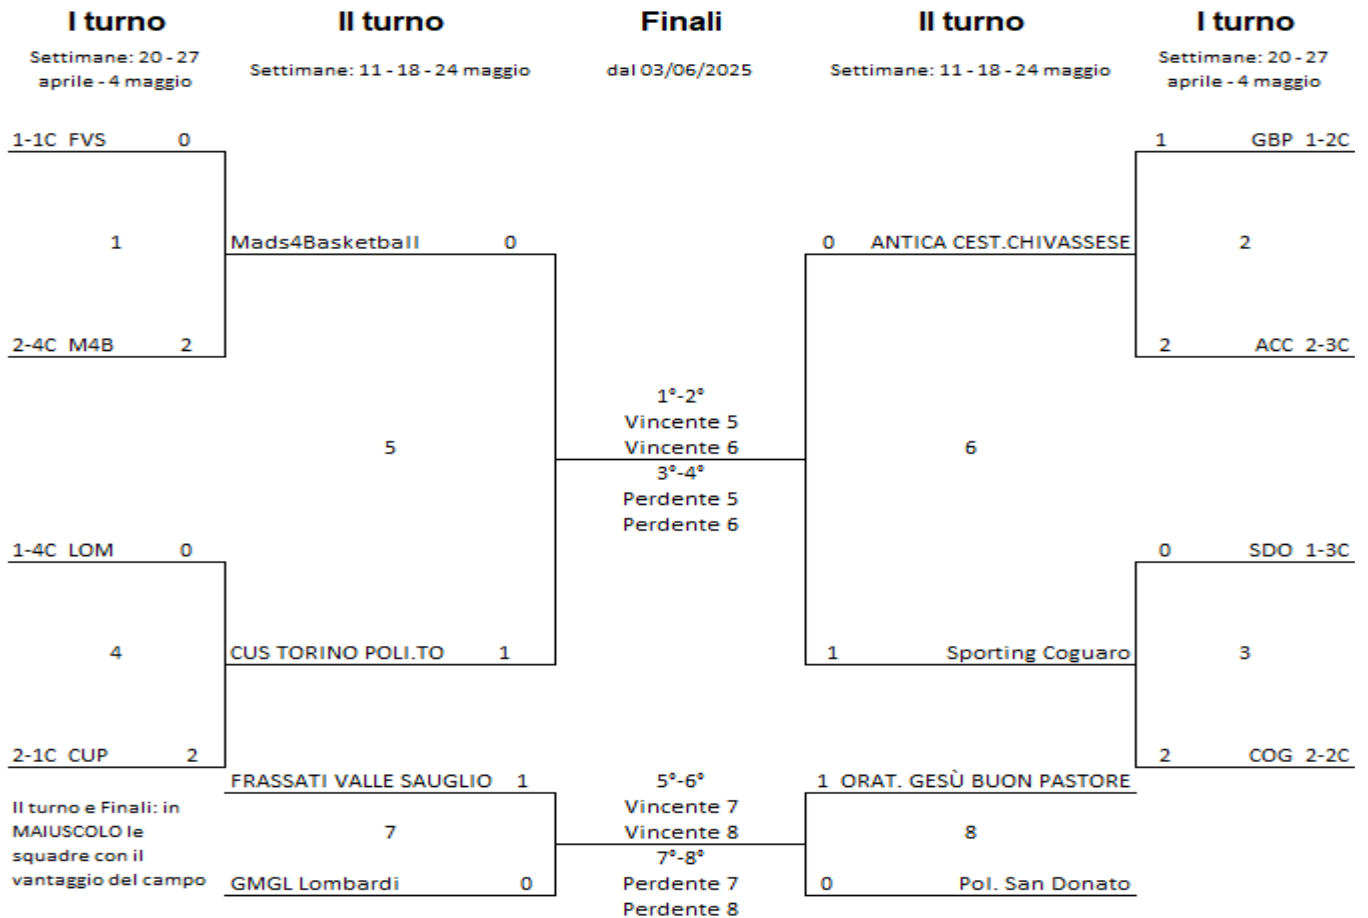 I turno
II turno
Finali
II turno
I turno
Settimane: 20 - 27
aprile - 4 maggio
Settimane: 11 - 18 - 24 maggio
dal 03/06/2025
Settimane: 11 - 18 - 24 maggio
Settimane: 20 - 27
aprile - 4 maggio
1-1C FVS 0
1 GBP 1-2C
1
Mads4Basketball 0
0 ANTICA CEST.CHIVASSESE
2
2-4C M4B 2
2 ACC 2-3C
1°-2°
Vincente 5
5
Vincente 6
6
3°-4°
Perdente 5
Perdente 6
1-4C LOM 0
0 SDO 1-3C
4
CUS TORINO POLI.TO 1
1 Sporting Coguaro
3
2-1C CUP 2
2 COG 2-2C
FRASSATI VALLE SAUGLIO 1
5°-6°
1 ORAT. GESÙ BUON PASTORE
II turno e Finali: in
MAIUSCOLO le
squadre con il
vantaggio del campo
7
Vincente 7
Vincente 8
8
7°-8°
GMGL Lombardi 0
Perdente 7
0 Pol. San Donato
Perdente 8